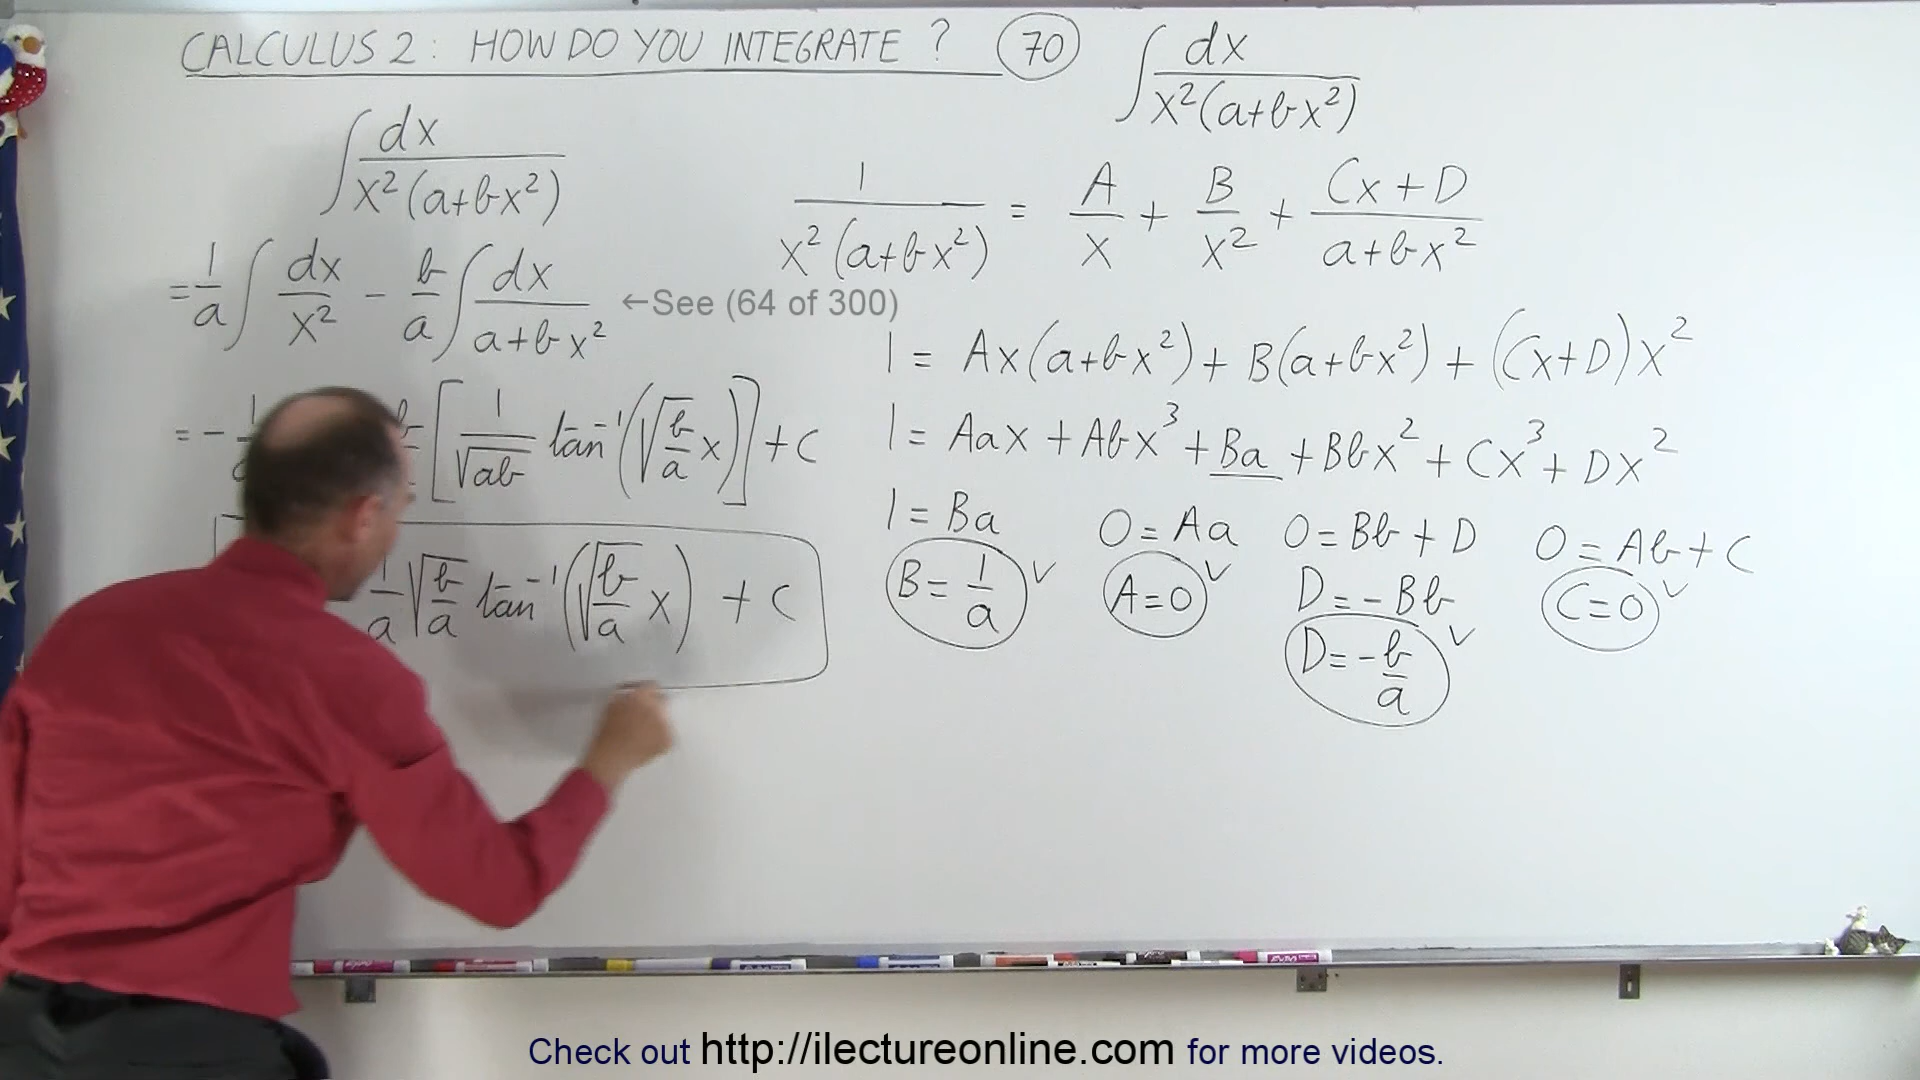 CALCULUS 2 : HOW DO YOU INTEGRATE ? (70) ∫ dx / x²(a+bx²)
∫ dx / x²(a+bx²)
= 1/a ∫ dx/x² - b/a ∫ dx / a+bx²
←See (64 of 300)
= - [1/√ab tan⁻¹(√b/a x)] + C
1/a √b/a tan⁻¹(√b/a x) + C
1 / x²(a+bx²) = A/x + B/x² + Cx+D / a+bx²
1 = Ax(a+bx²) + B(a+bx²) + (Cx+D)x²
1 = Aax + Abx³ + Ba + Bbx² + Cx³ + Dx²
1 = Ba 0 = Aa 0 = Bb + D 0 = Ab + C
B = 1/a ✓ A=0 ✓ D = -Bb C=0 ✓
D = -b/a ✓
Check out http://ilectureonline.com for more videos.